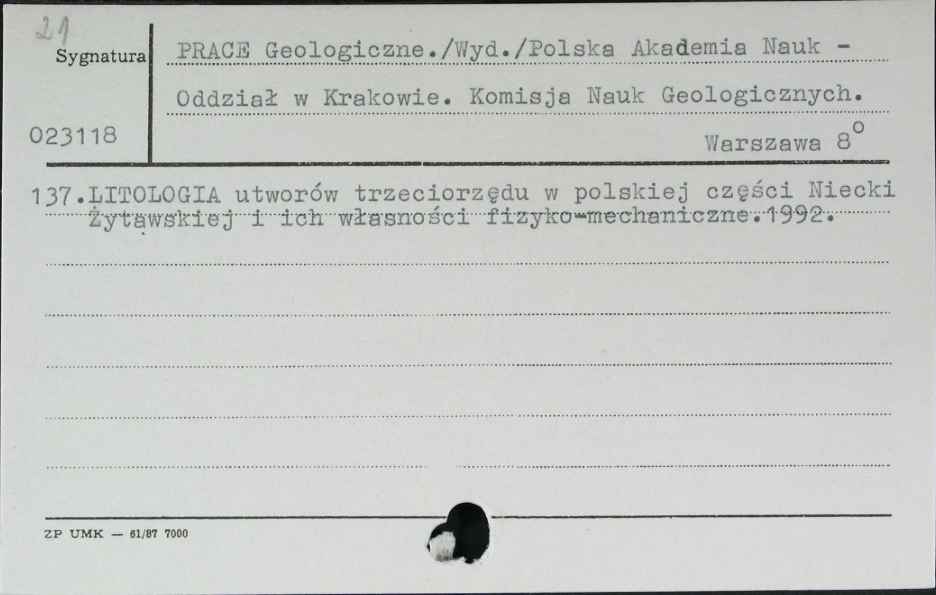 21
Sygnatura
PRACE Geologiczne./Wyd./Polska Akademia Nauk -
Oddział w Krakowie. Komisja Nauk Geologicznych.
023118
Warszawa 8°
137.LITOLOGIA utworów trzeciorzędu w polskiej części Niecki
Żytawskiej i ich własności fizyko-mechaniczne.1992.
ZP UMK — 61/87 7000